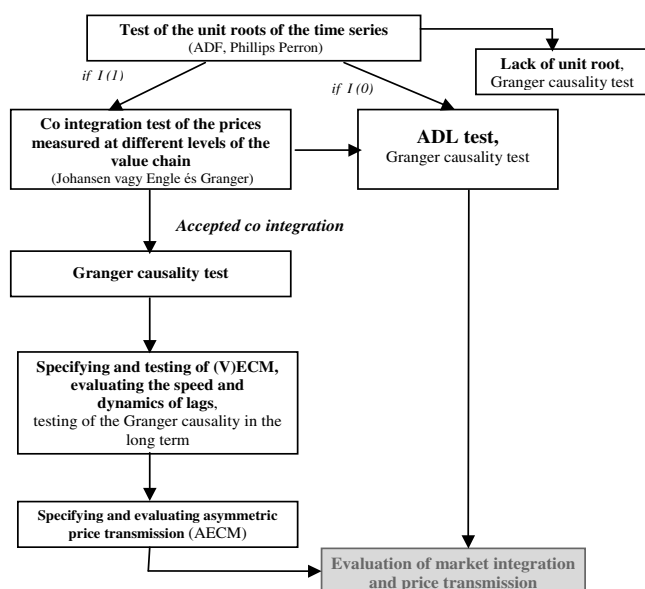 Test of the unit roots of the time series
(ADF, Phillips Perron)
Lack of unit root,
Granger causality test
if I (1)
if I (0)
Co integration test of the prices
measured at different levels of the
value chain
(Johansen vagy Engle és Granger)
ADL test,
Granger causality test
Accepted co integration
Granger causality test
Specifying and testing of (V)ECM,
evaluating the speed and
dynamics of lags,
testing of the Granger causality in the
long term
Specifying and evaluating asymmetric
price transmission (AECM)
Evaluation of market integration
and price transmission